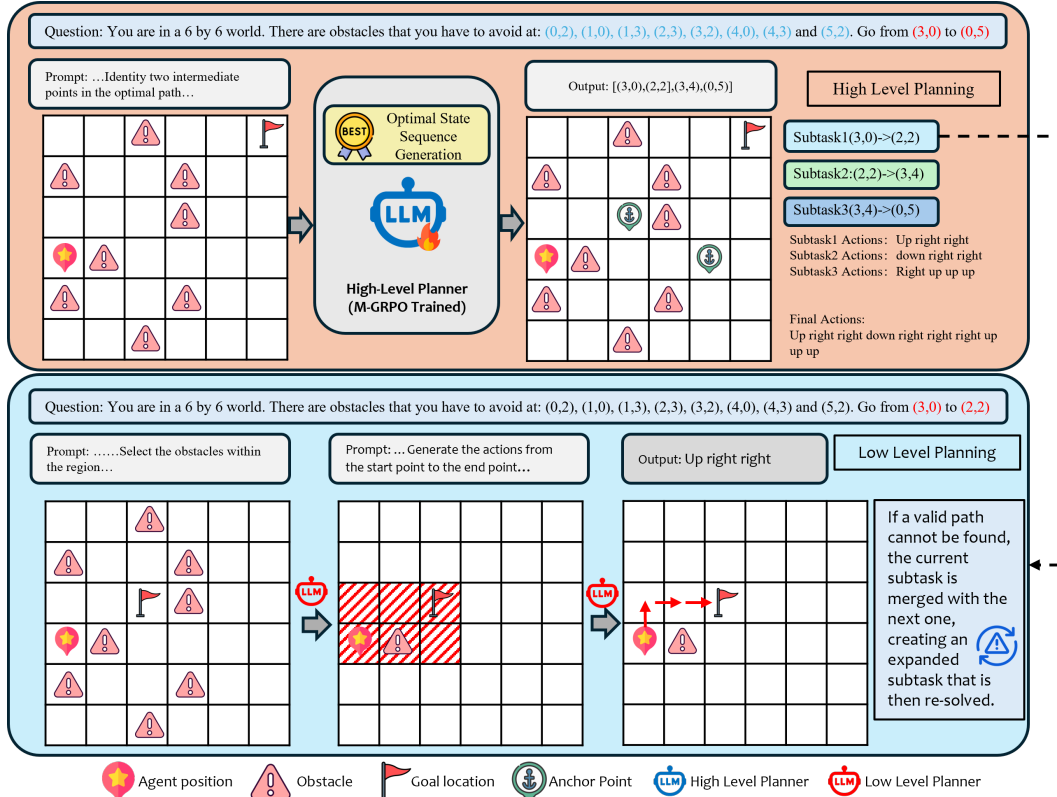 Question: You are in a 6 by 6 world. There are obstacles that you have to avoid at: (0,2), (1,0), (1,3), (2,3), (3,2), (4,0), (4,3) and (5,2). Go from (3,0) to (0,5)
Prompt: …Identity two intermediate
points in the optimal path…
BEST
Optimal State
Sequence
Generation
LLM
High-Level Planner
(M-GRPO Trained)
Output: [(3,0),(2,2],(3,4),(0,5)]
High Level Planning
Subtask1(3,0)->(2,2)
Subtask2:(2,2)->(3,4)
Subtask3(3,4)->(0,5)
Subtask1 Actions: Up right right
Subtask2 Actions: down right right
Subtask3 Actions: Right up up up
Final Actions:
Up right right down right right right up
up up
Question: You are in a 6 by 6 world. There are obstacles that you have to avoid at: (0,2), (1,0), (1,3), (2,3), (3,2), (4,0), (4,3) and (5,2). Go from (3,0) to (2,2)
Prompt: ……Select the obstacles within
the region…
Prompt: … Generate the actions from
the start point to the end point…
Output: Up right right
Low Level Planning
LLM
LLM
If a valid path
cannot be found,
the current
subtask is
merged with the
next one,
creating an
expanded
subtask that is
then re-solved.
Agent position
Obstacle
Goal location
Anchor Point
LLM
High Level Planner
LLM
Low Level Planner